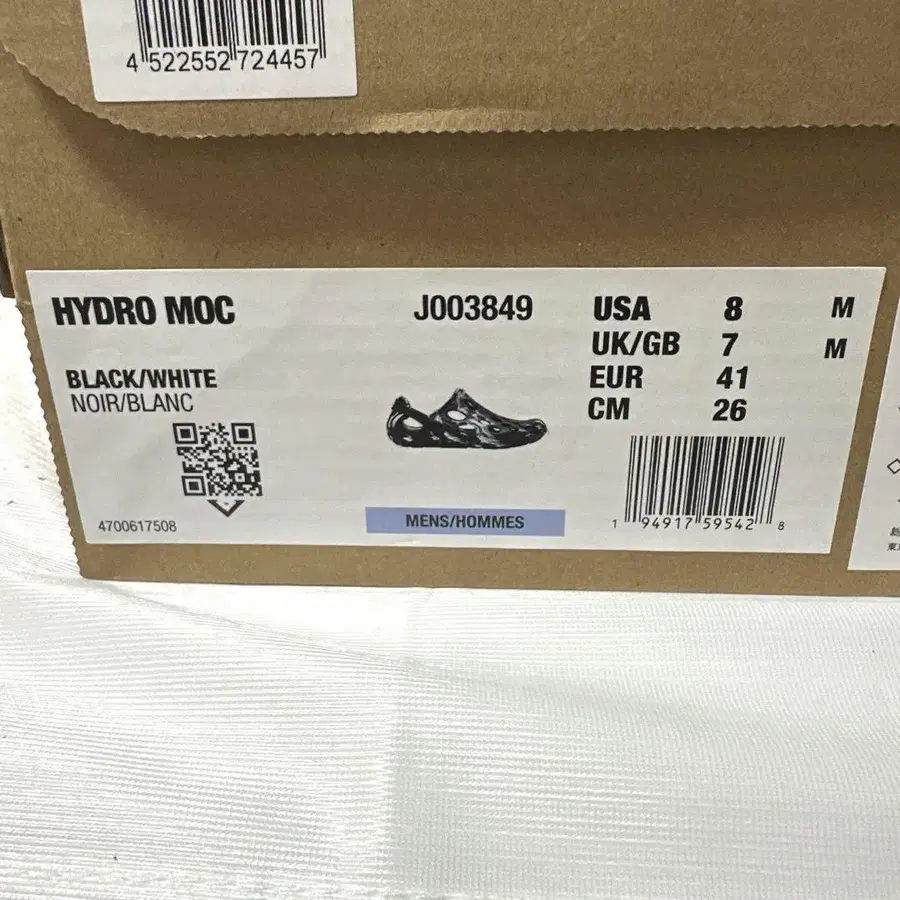 4 522552 724457
HYDRO MOC
J003849
BLACK/WHITE
NOIR/BLANC
4700617508
MENS/HOMMES
USA 8 M
UK/GB 7 M
EUR 41
CM 26
1 94917 59542 8